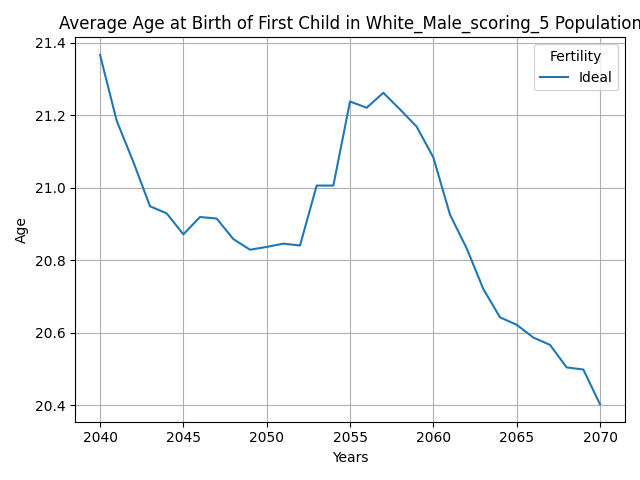 Average Age at Birth of First Child in White_Male_scoring_5 Population
21.4
21.2
21.0
20.8
20.6
20.4
Age
Fertility
Ideal
2040 2045 2050 2055 2060 2065 2070
Years